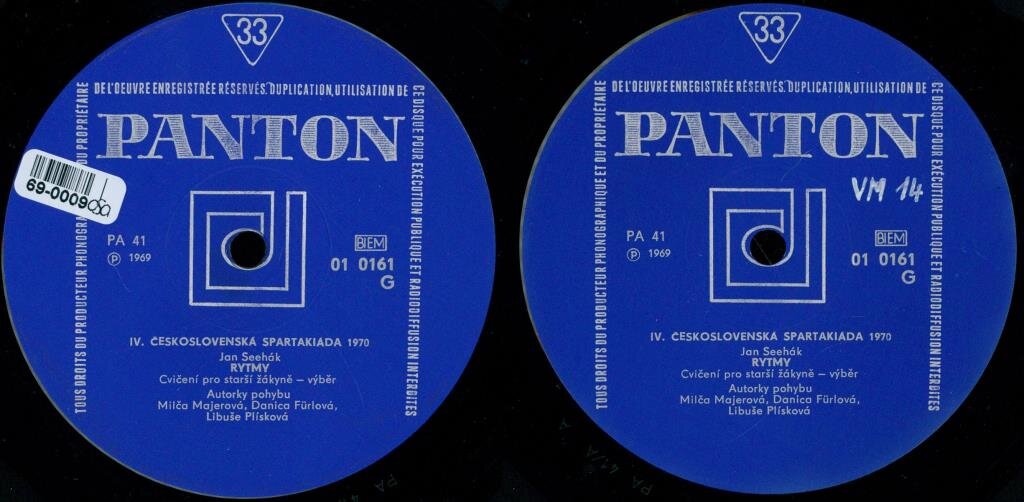 33
DE L'OEUVRE ENREGISTRÉE RÉSERVÉS. DUPLICATION, UTILISATION DE
CE DISQUE POUR EXÉCUTION PUBLIQUE ET RADIODIFFUSION INTERDITES
TOUS DROITS DU PRODUCTEUR PHONOGRA DU PROPRIÉTAIRE
PANTON
69-0009
PA 41
Ⓟ 1969
BIEM
01 0161
G
IV. ČESKOSLOVENSKÁ SPARTAKIÁDA 1970
Jan Seehák
RYTMY
Cvičení pro starší žákyně – výběr
Autorky pohybu
Milča Majerová, Danica Fürlová,
Libuše Plísková
PA 4
33
DE L'OEUVRE ENREGISTRÉE RÉSERVÉS. DUPLICATION, UTILISATION DE
CE DISQUE POUR EXÉCUTION PUBLIQUE ET RADIODIFFUSION INTERDITES
TOUS DROITS DU PRODUCTEUR PHONOGRAPHIQUE ET DU PROPRIÉTAIRE
PANTON
VM 14
PA 41
Ⓟ 1969
BIEM
01 0161
G
IV. ČESKOSLOVENSKÁ SPARTAKIÁDA 1970
Jan Seehák
RYTMY
Cvičení pro starší žákyně – výběr
Autorky pohybu
Milča Majerová, Danica Fürlová,
Libuše Plísková